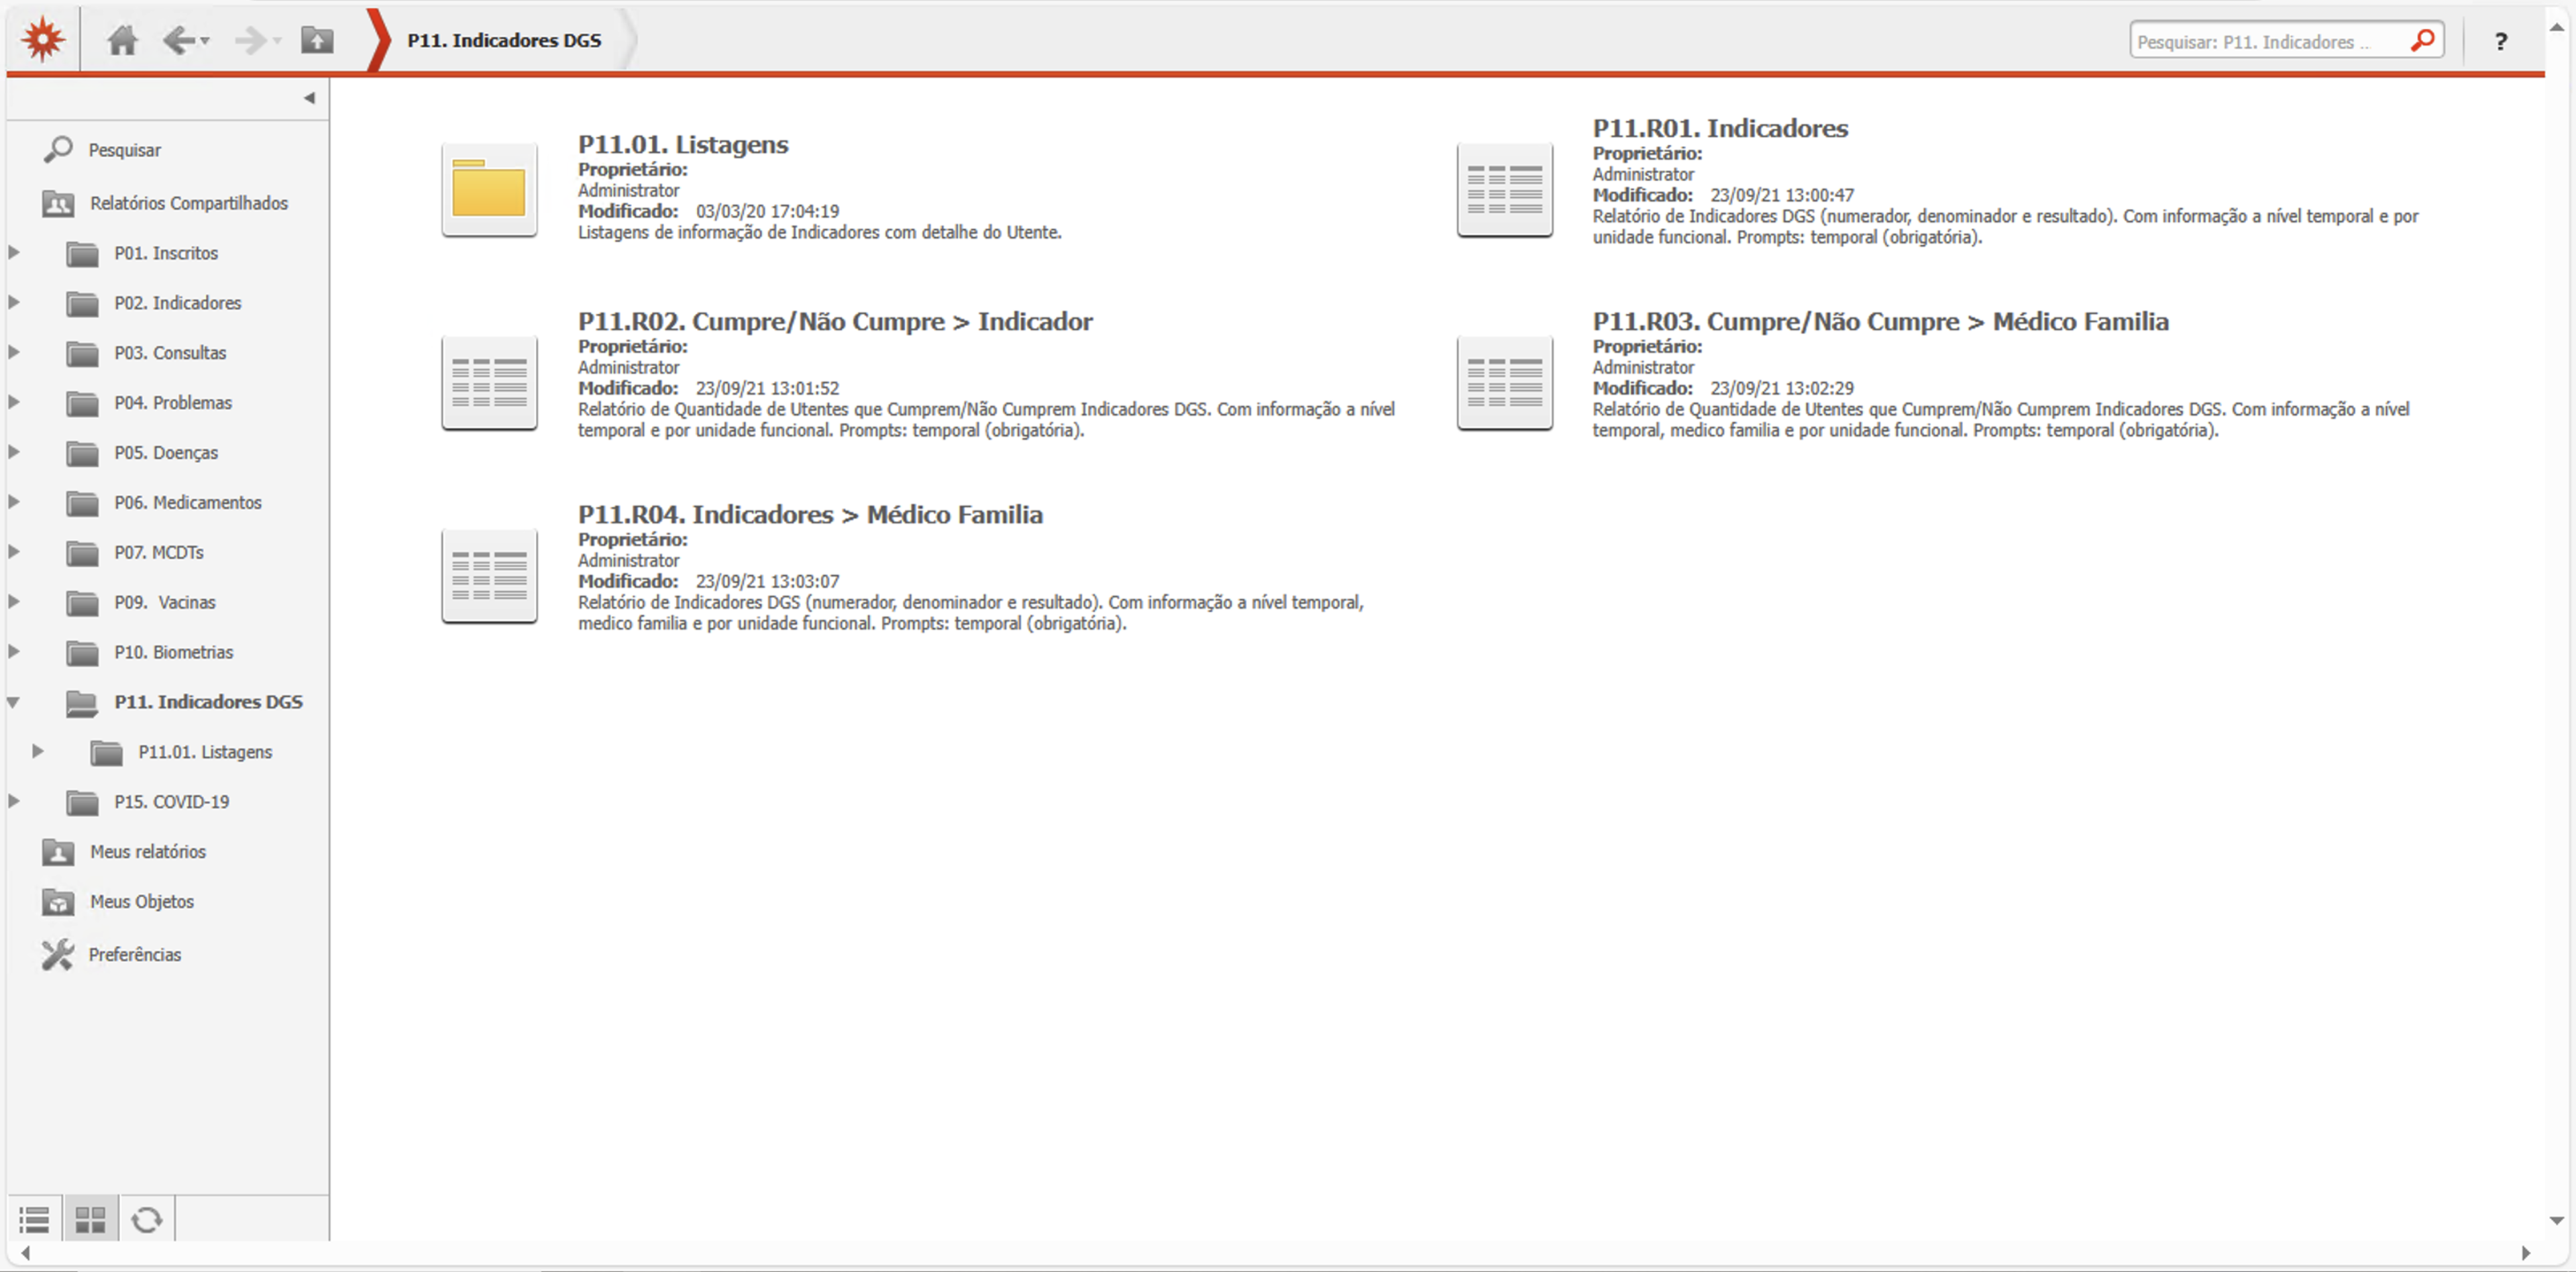 P11. Indicadores DGS
Pesquisar: P11. Indicadores ...
?
Pesquisar
Relatórios Compartilhados
P01. Inscritos
P02. Indicadores
P03. Consultas
P04. Problemas
P05. Doenças
P06. Medicamentos
P07. MCDTs
P09.  Vacinas
P10. Biometrias
P11. Indicadores DGS
P11.01. Listagens
P15. COVID-19
Meus relatórios
Meus Objetos
Preferências
P11.01. Listagens
Proprietário:
Administrator
Modificado: 03/03/20 17:04:19
Listagens de informação de Indicadores com detalhe do Utente.
P11.R01. Indicadores
Proprietário:
Administrator
Modificado: 23/09/21 13:00:47
Relatório de Indicadores DGS (numerador, denominador e resultado). Com informação a nível temporal e por
unidade funcional. Prompts: temporal (obrigatória).
P11.R02. Cumpre/Não Cumpre > Indicador
Proprietário:
Administrator
Modificado: 23/09/21 13:01:52
Relatório de Quantidade de Utentes que Cumprem/Não Cumprem Indicadores DGS. Com informação a nível
temporal e por unidade funcional. Prompts: temporal (obrigatória).
P11.R03. Cumpre/Não Cumpre > Médico Familia
Proprietário:
Administrator
Modificado: 23/09/21 13:02:29
Relatório de Quantidade de Utentes que Cumprem/Não Cumprem Indicadores DGS. Com informação a nível
temporal, medico familia e por unidade funcional. Prompts: temporal (obrigatória).
P11.R04. Indicadores > Médico Familia
Proprietário:
Administrator
Modificado: 23/09/21 13:03:07
Relatório de Indicadores DGS (numerador, denominador e resultado). Com informação a nível temporal,
medico familia e por unidade funcional. Prompts: temporal (obrigatória).